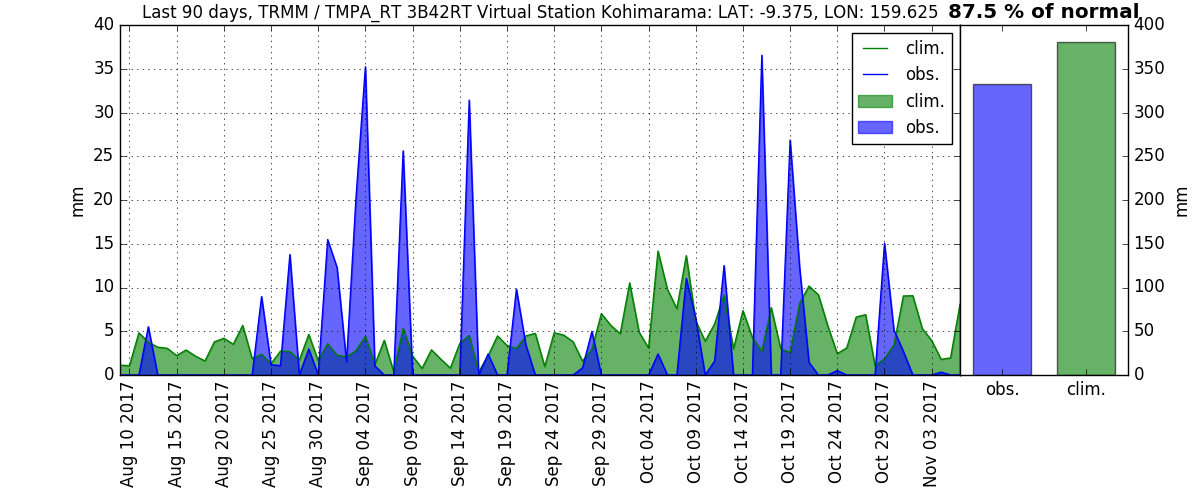 Last 90 days, TRMM / TMPA_RT 3B42RT Virtual Station Kohimarama: LAT: -9.375, LON: 159.625 87.5 % of normal
40
35
30
25
20
15
10
5
0
mm
clim.
obs.
clim.
obs.
400
350
300
250
200
150
100
50
0
mm
Aug 10 2017
Aug 15 2017
Aug 20 2017
Aug 25 2017
Aug 30 2017
Sep 04 2017
Sep 09 2017
Sep 14 2017
Sep 19 2017
Sep 24 2017
Sep 29 2017
Oct 04 2017
Oct 09 2017
Oct 14 2017
Oct 19 2017
Oct 24 2017
Oct 29 2017
Nov 03 2017
obs.
clim.